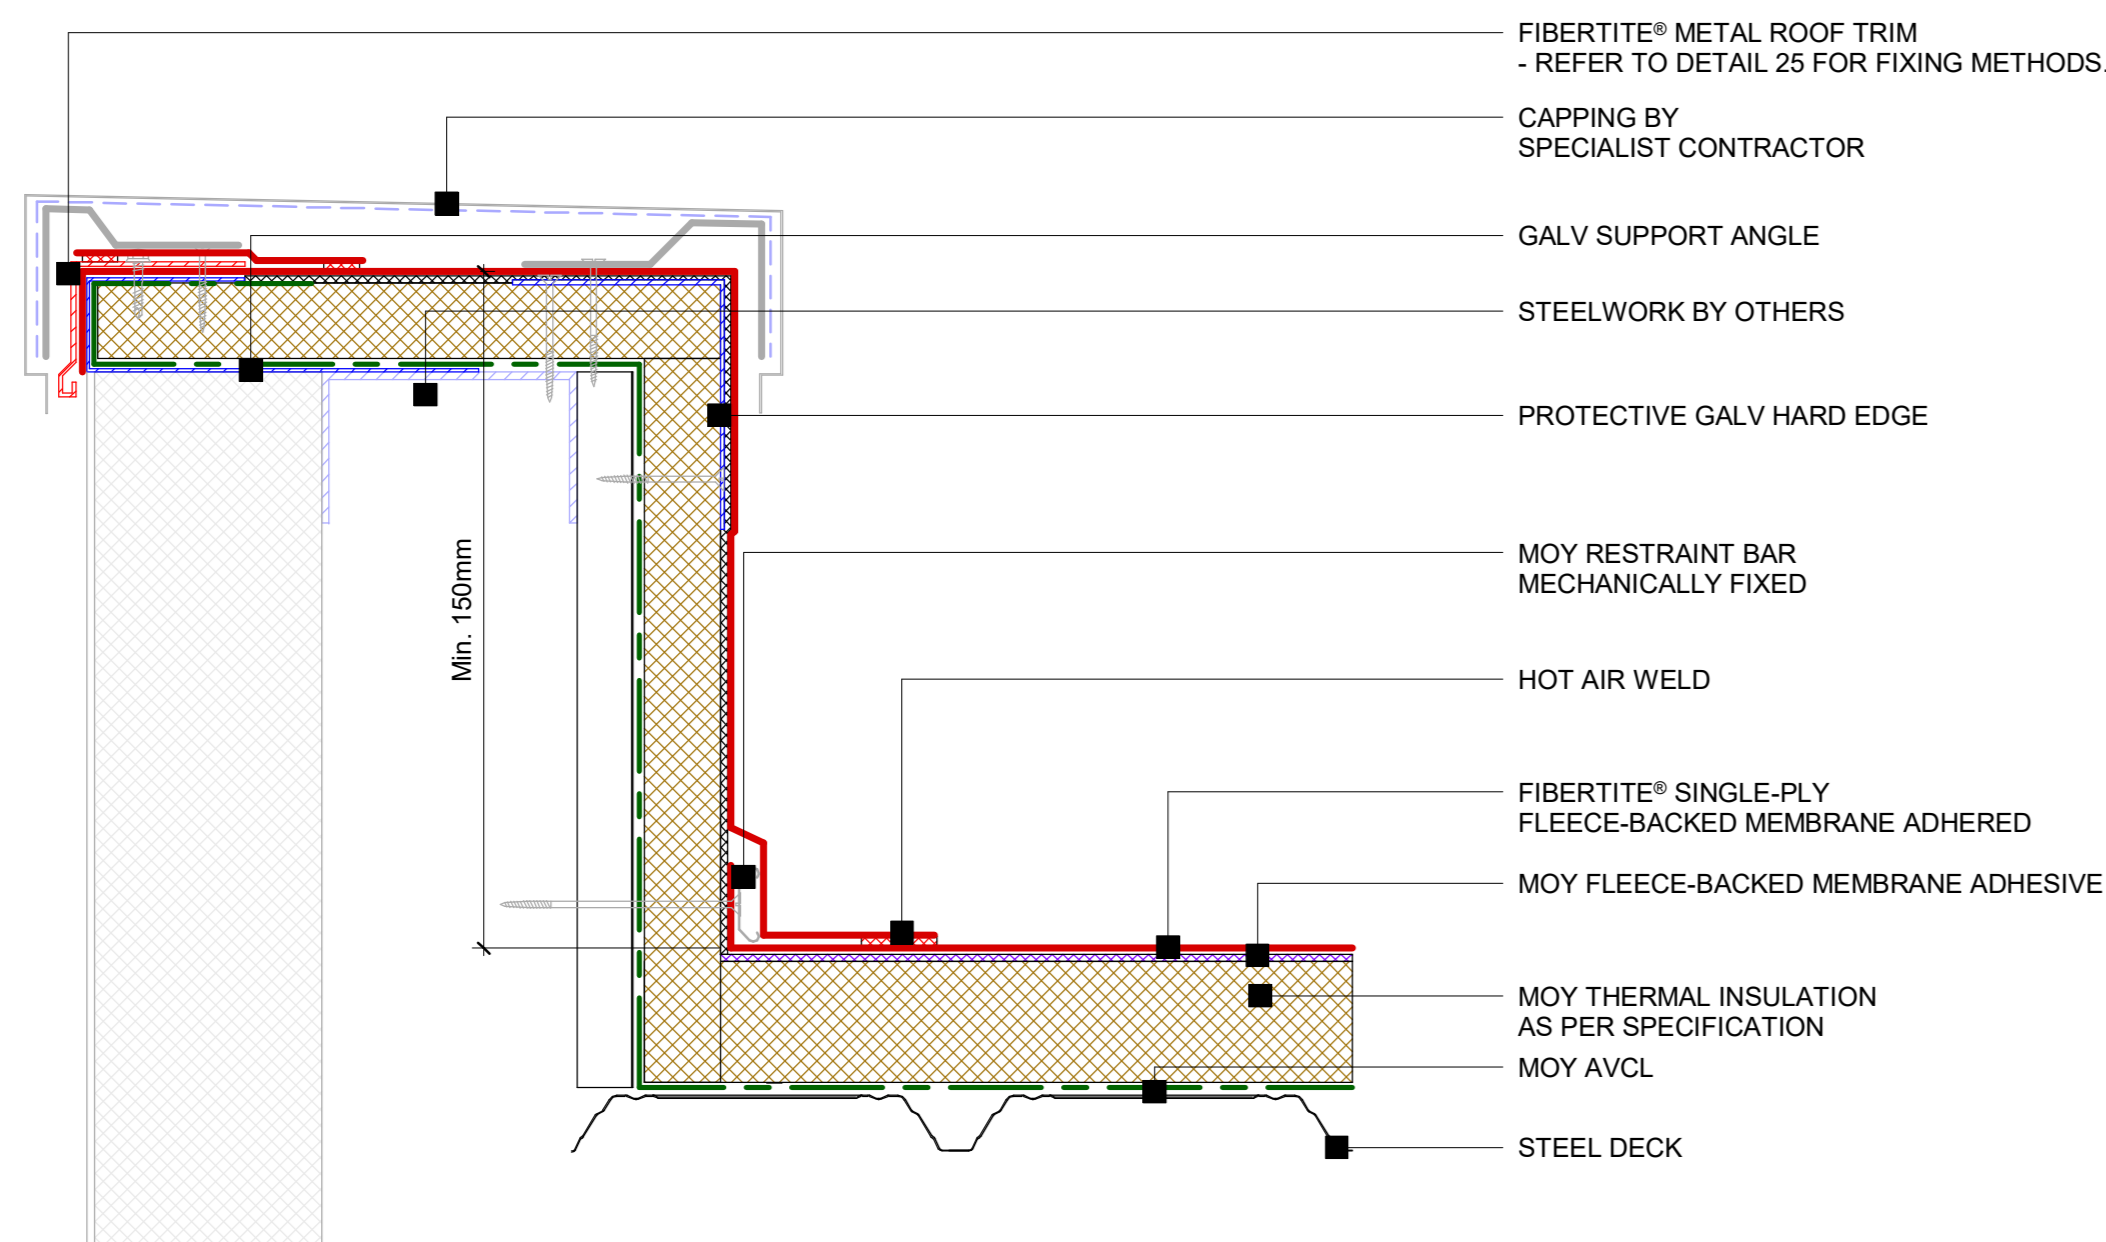 FIBERTITE® METAL ROOF TRIM
- REFER TO DETAIL 25 FOR FIXING METHODS.
CAPPING BY
SPECIALIST CONTRACTOR
GALV SUPPORT ANGLE
STEELWORK BY OTHERS
PROTECTIVE GALV HARD EDGE
Min. 150mm
MOY RESTRAINT BAR
MECHANICALLY FIXED
HOT AIR WELD
FIBERTITE® SINGLE-PLY
FLEECE-BACKED MEMBRANE ADHERED
MOY FLEECE-BACKED MEMBRANE ADHESIVE
MOY THERMAL INSULATION
AS PER SPECIFICATION
MOY AVCL
STEEL DECK